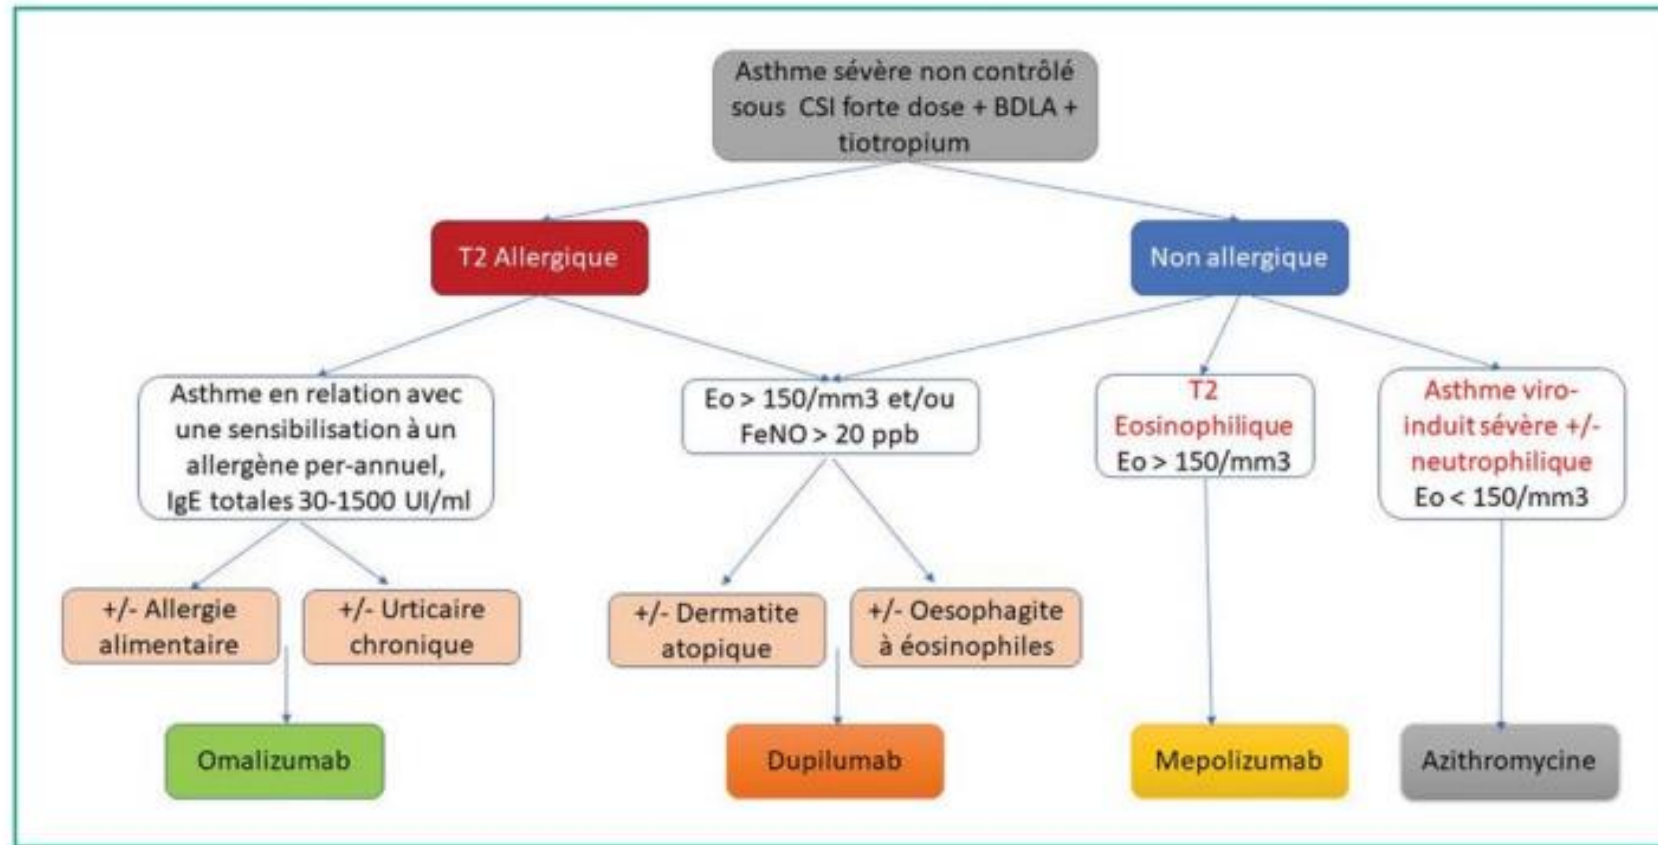 Asthme sévère non contrôlé
sous CSI forte dose + BDLA +
tiotropium
T2 Allergique
Non allergique
Asthme en relation avec
une sensibilisation à un
allergène per-annuel,
IgE totales 30-1500 UI/ml
Eo > 150/mm3 et/ou
FeNO > 20 ppb
T2
Eosinophilique
Eo > 150/mm3
Asthme viro-
induit sévère +/-
neutrophilique
Eo < 150/mm3
+/- Allergie
alimentaire
+/- Urticaire
chronique
+/- Dermatite
atopique
+/- Oesophagite
à éosinophiles
Omalizumab
Dupilumab
Mepolizumab
Azithromycine